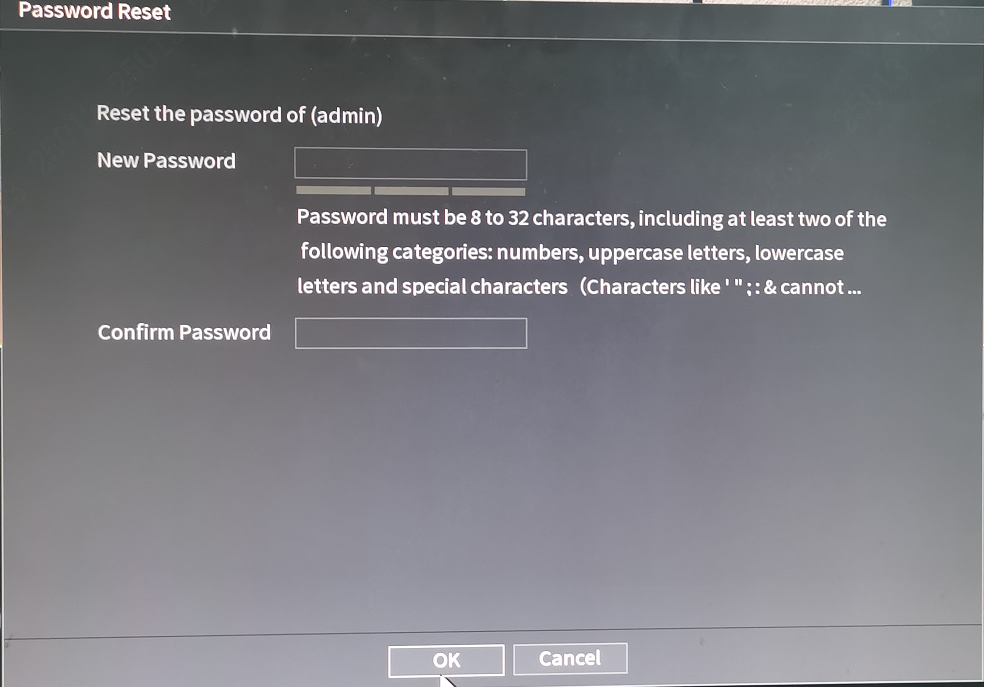 Password Reset
Reset the password of (admin)
New Password
Password must be 8 to 32 characters, including at least two of the
following categories: numbers, uppercase letters, lowercase
letters and special characters (Characters like ' " ; : & cannot ...
Confirm Password
OK
Cancel